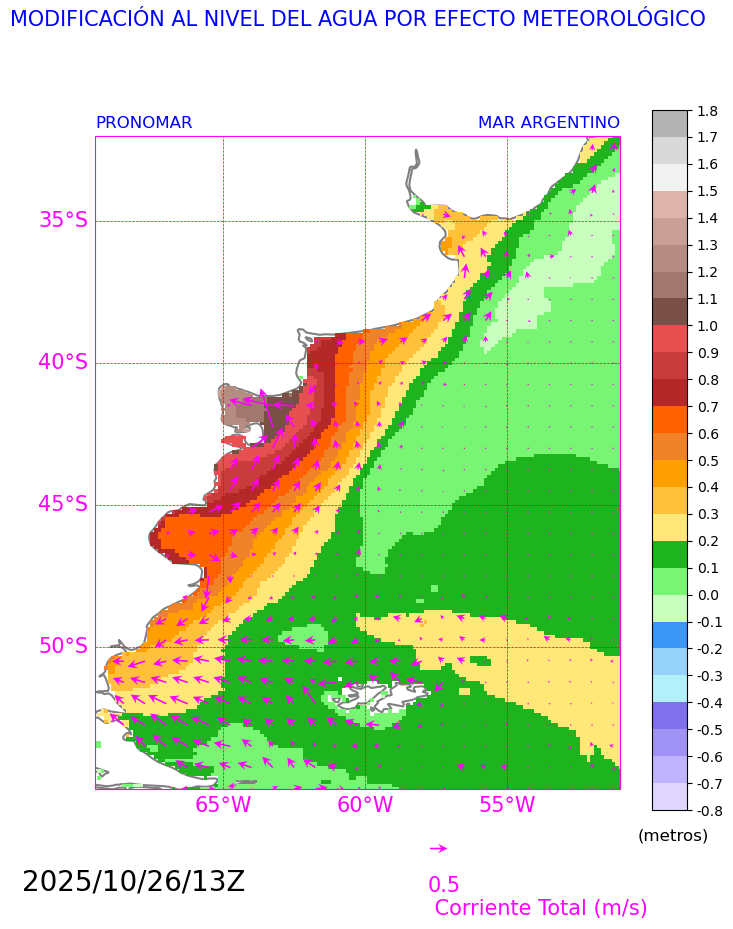 MODIFICACIÓN AL NIVEL DEL AGUA POR EFECTO METEOROLÓGICO
PRONOMAR MAR ARGENTINO
35°S
40°S
45°S
50°S
65°W 60°W 55°W
1.8
1.7
1.6
1.5
1.4
1.3
1.2
1.1
1.0
0.9
0.8
0.7
0.6
0.5
0.4
0.3
0.2
0.1
0.0
-0.1
-0.2
-0.3
-0.4
-0.5
-0.6
-0.7
-0.8
(metros)
2025/10/26/13Z
0.5
Corriente Total (m/s)